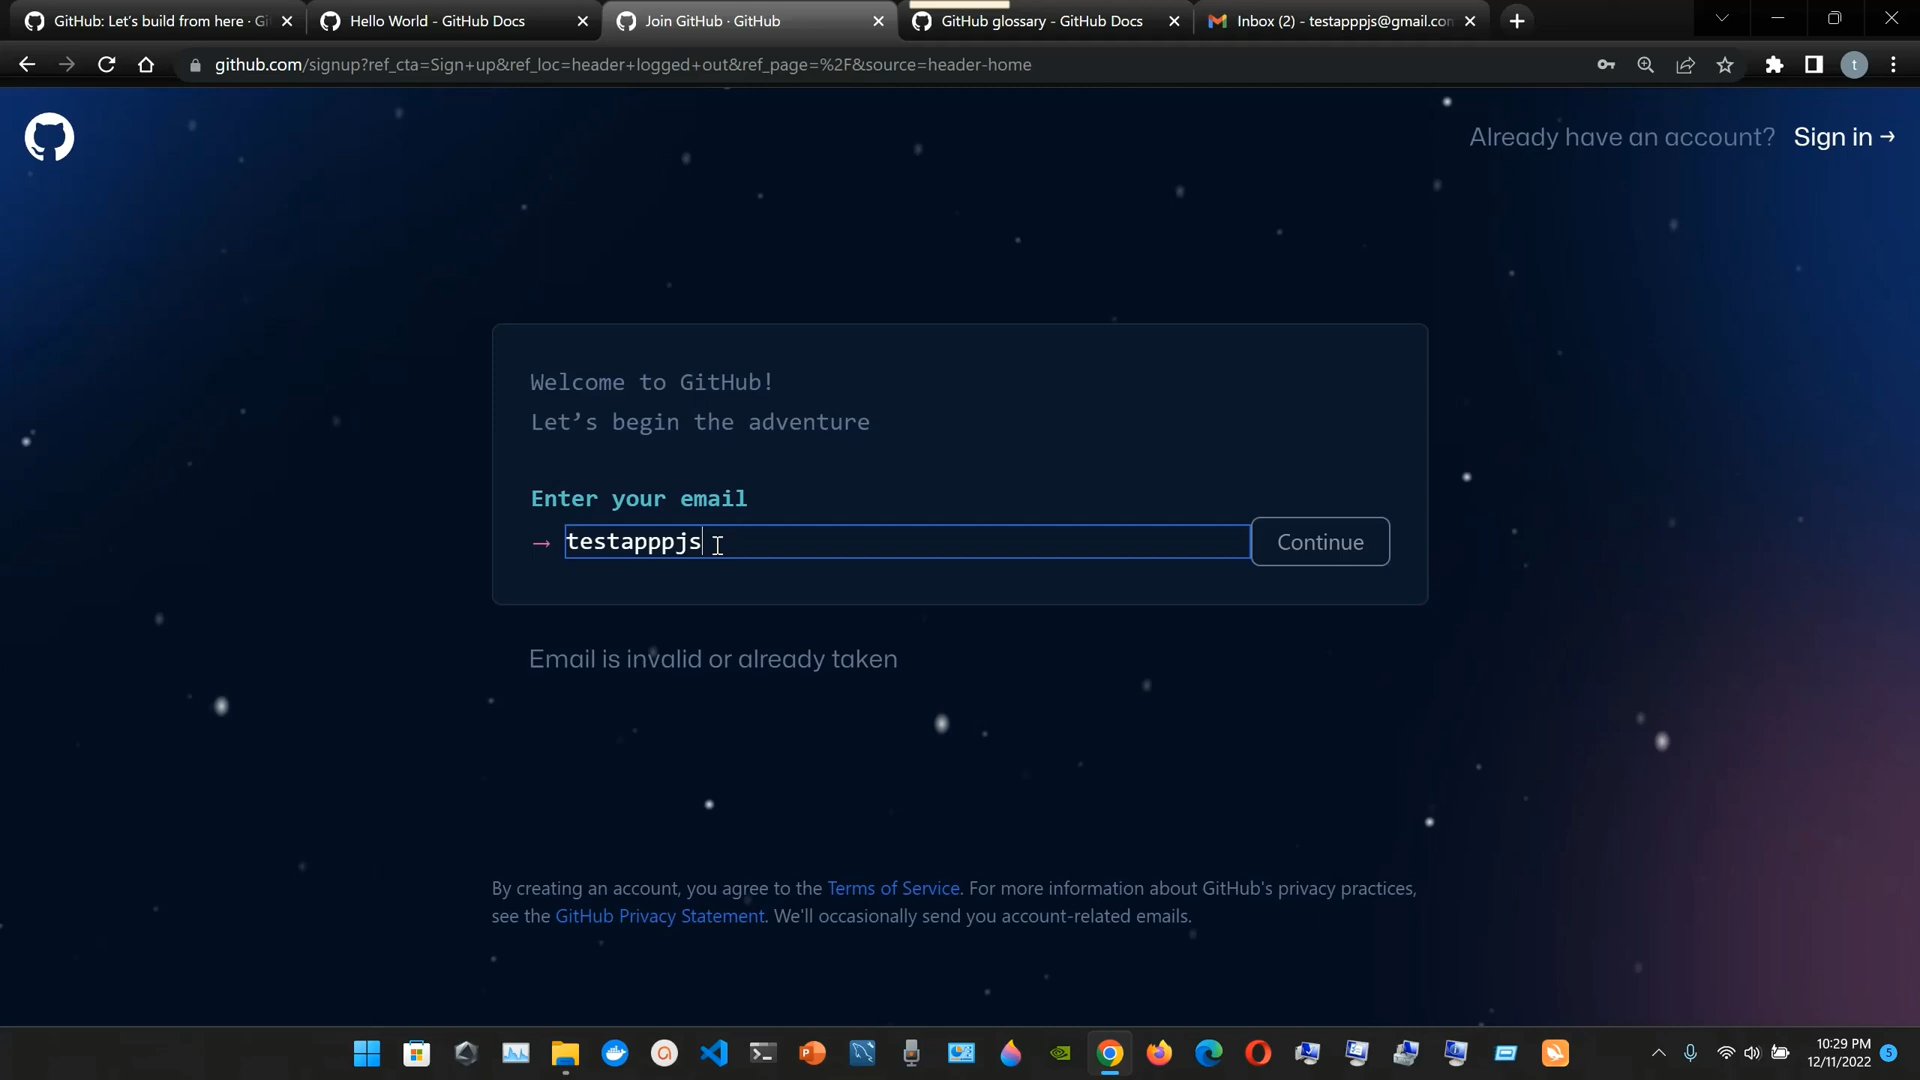 GitHub: Let's build from here · Gi
Hello World - GitHub Docs
Join GitHub · GitHub
GitHub glossary - GitHub Docs
Inbox (2) - testapppjs@gmail.com
github.com/signup?ref_cta=Sign+up&ref_loc=header+logged+out&ref_page=%2F&source=header-home
t
Already have an account? Sign in →
Welcome to GitHub!
Let's begin the adventure
Enter your email
→ testapppjs
Continue
Email is invalid or already taken
By creating an account, you agree to the Terms of Service. For more information about GitHub's privacy practices,
see the GitHub Privacy Statement. We'll occasionally send you account-related emails.
10:29 PM
12/11/2022
5